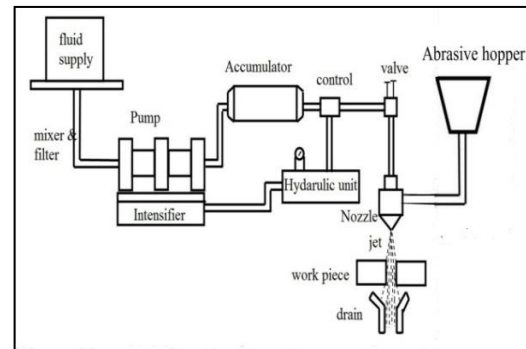 fluid
supply
Accumulator
control
valve
Abrasive hopper
Pump
mixer &
filter
Hydarulic unit
Intensifier
Nozzle
jet
work piece
drain